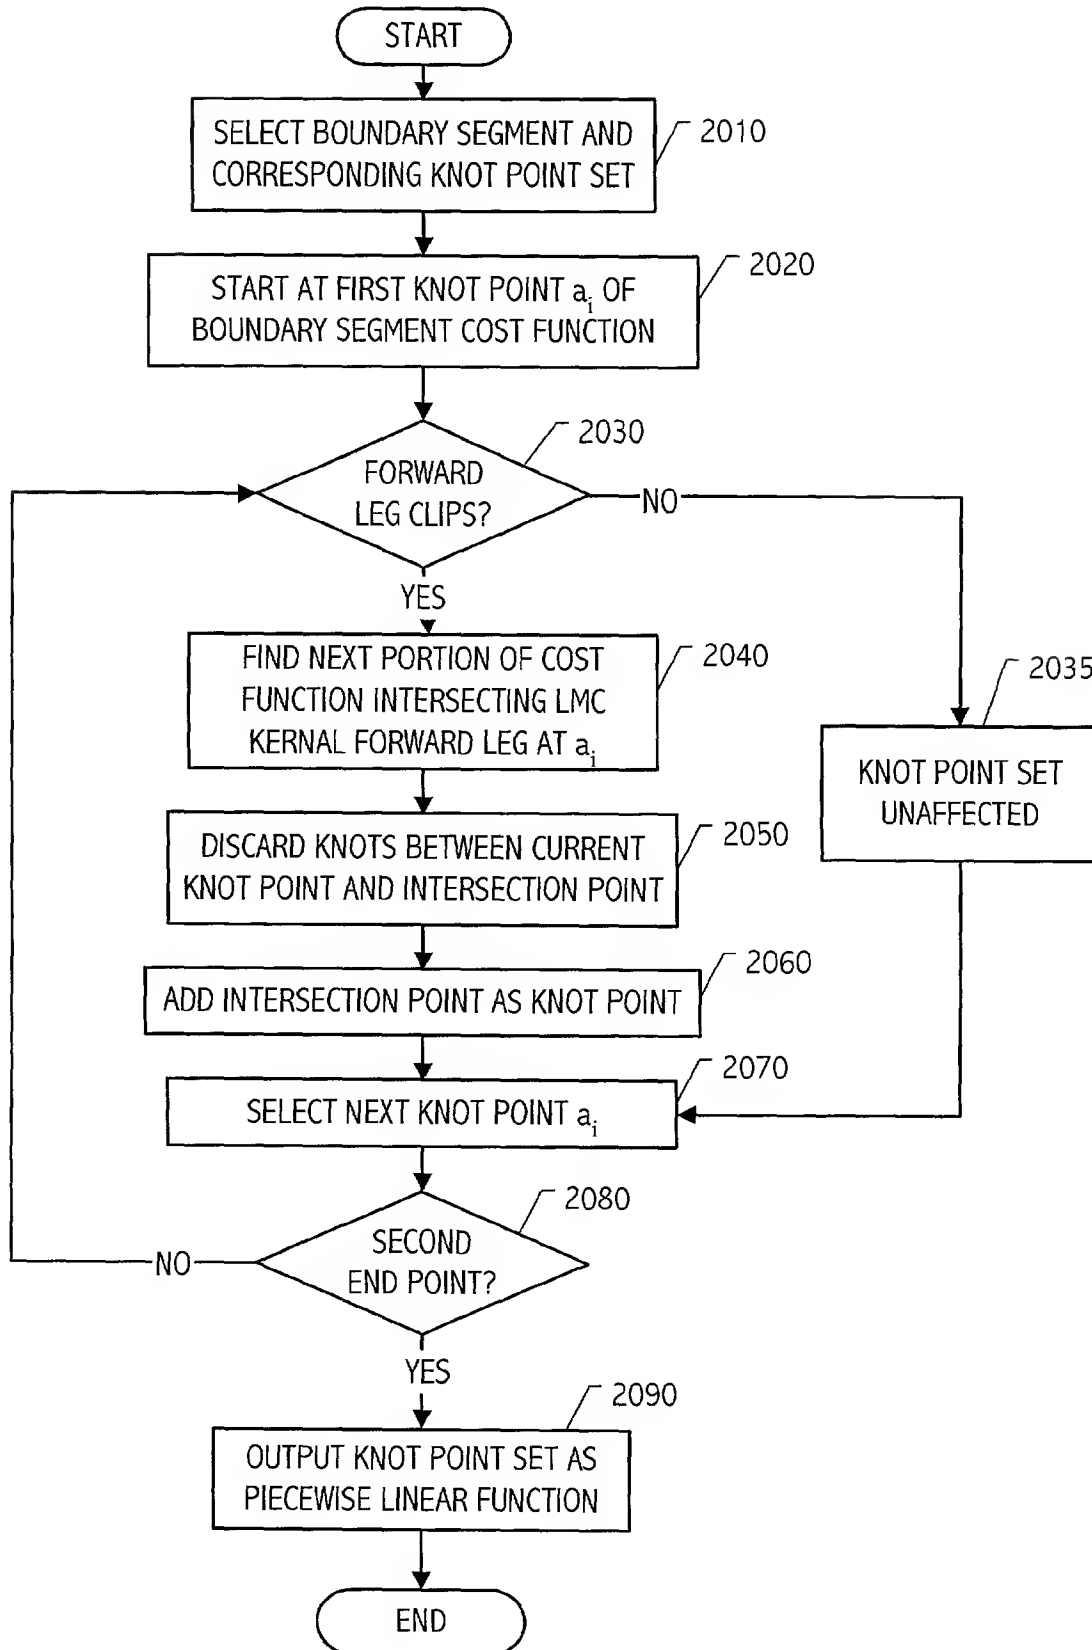 START
SELECT BOUNDARY SEGMENT AND
CORRESPONDING KNOT POINT SET
2010
START AT FIRST KNOT POINT ai OF
BOUNDARY SEGMENT COST FUNCTION
2020
FORWARD
LEG CLIPS?
2030
NO
YES
FIND NEXT PORTION OF COST
FUNCTION INTERSECTING LMC
KERNAL FORWARD LEG AT ai
2040
KNOT POINT SET
UNAFFECTED
2035
DISCARD KNOTS BETWEEN CURRENT
KNOT POINT AND INTERSECTION POINT
2050
ADD INTERSECTION POINT AS KNOT POINT
2060
SELECT NEXT KNOT POINT ai
2070
SECOND
END POINT?
2080
NO
YES
OUTPUT KNOT POINT SET AS
PIECEWISE LINEAR FUNCTION
2090
END